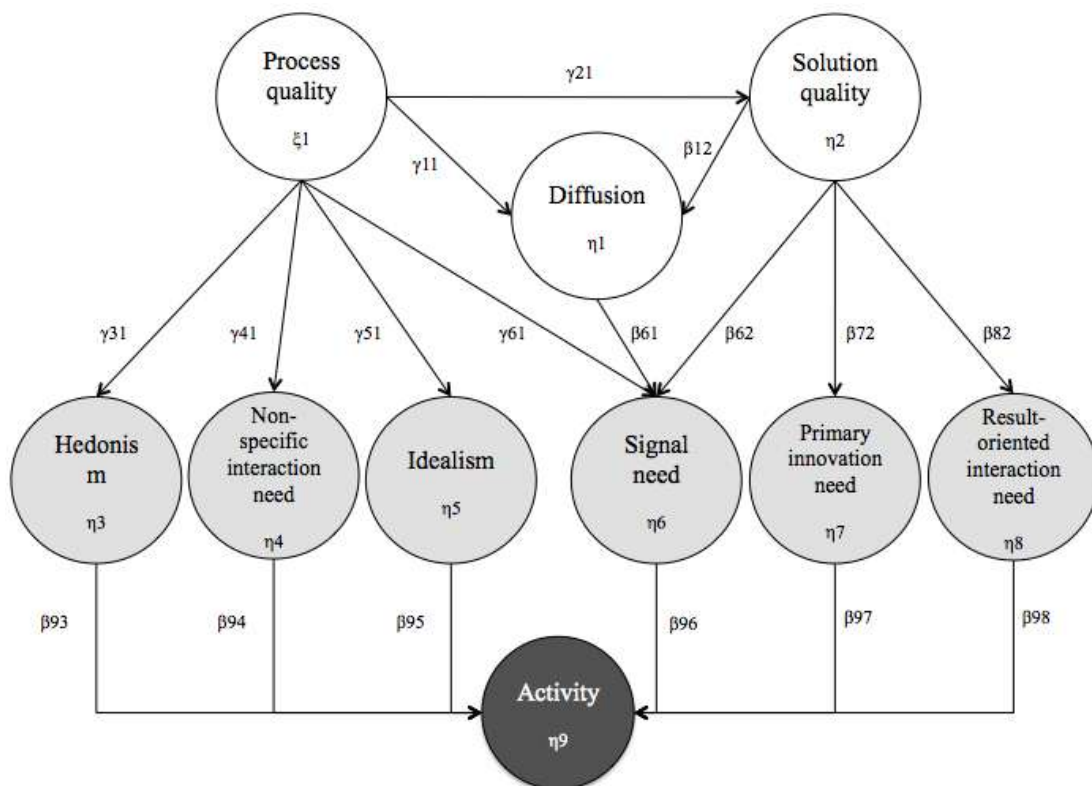 Process
quality
ξ1
γ21
Solution
quality
η2
γ11
β12
Diffusion
η1
γ31
γ41
γ51
γ61
β61
β62
β72
β82
Hedonis
m
η3
Non-
specific
interaction
need
η4
Idealism
η5
Signal
need
η6
Primary
innovation
need
η7
Result-
oriented
interaction
need
η8
β93
β94
β95
β96
β97
β98
Activity
η9